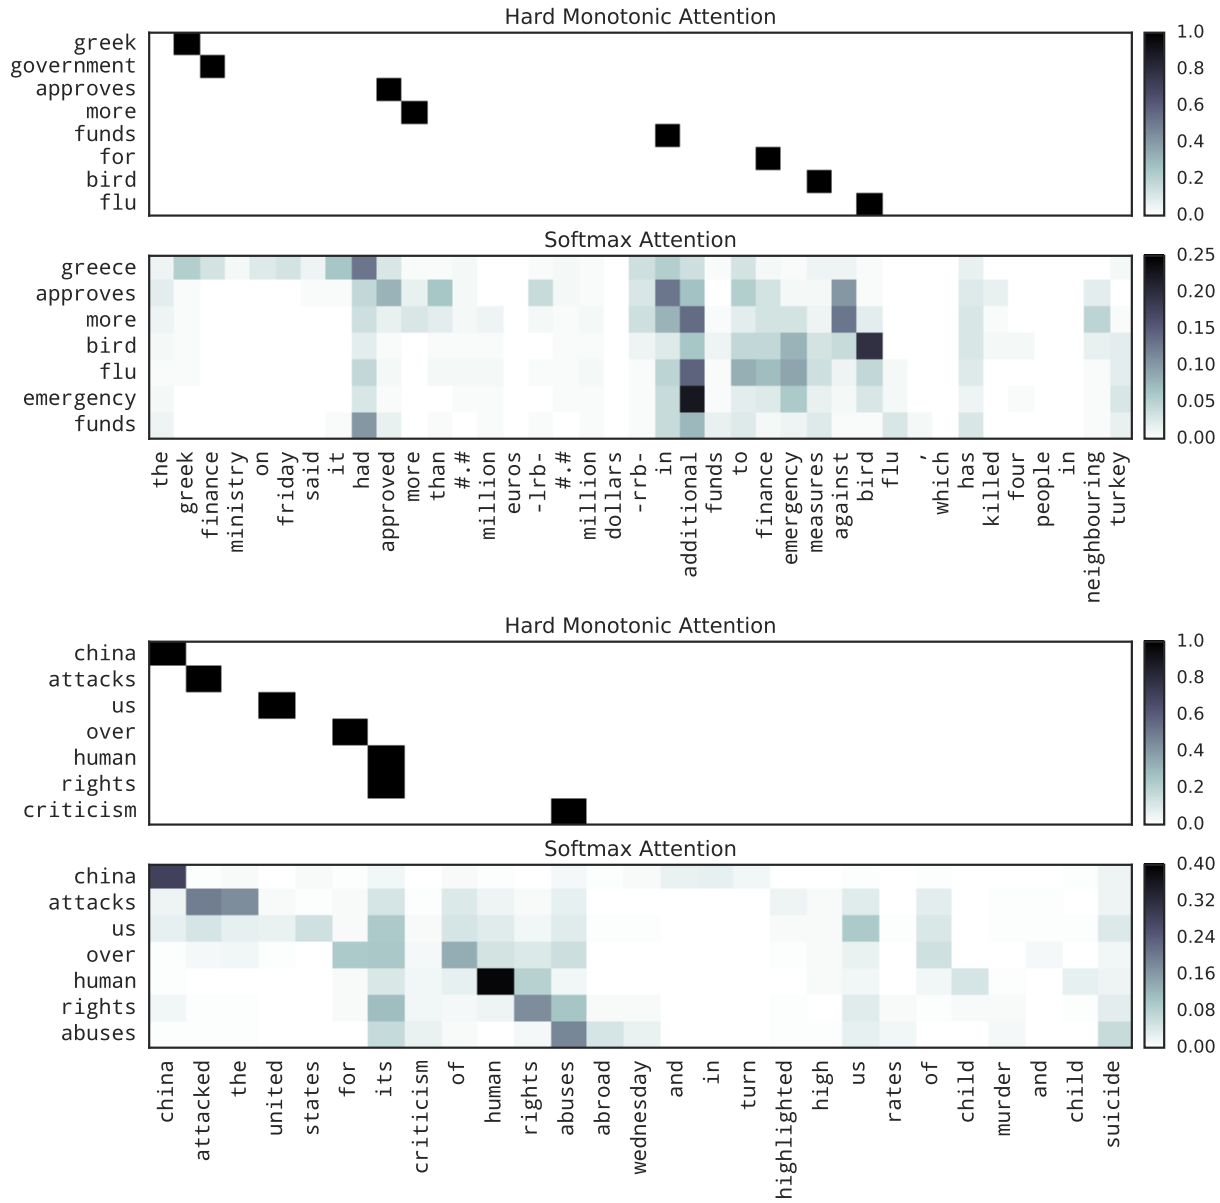 Hard Monotonic Attention
greek
government
approves
more
funds
for
bird
flu
1.0
0.8
0.6
0.4
0.2
0.0
Softmax Attention
greece
approves
more
bird
flu
emergency
funds
0.25
0.20
0.15
0.10
0.05
0.00
the greek finance ministry on friday said it had approved more than #.# million euros -lrb- #.# million dollars -rrb- in additional funds to finance emergency measures against bird flu , which has killed four people in neighbouring turkey
Hard Monotonic Attention
china
attacks
us
over
human
rights
criticism
1.0
0.8
0.6
0.4
0.2
0.0
Softmax Attention
china
attacks
us
over
human
rights
abuses
0.40
0.32
0.24
0.16
0.08
0.00
china attacked the united states for its criticism of human rights abuses abroad wednesday and in turn highlighted high us rates of child murder and child suicide